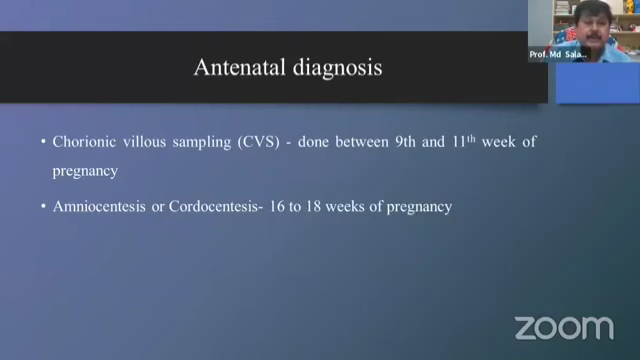 Prof. Md Sala...
Antenatal diagnosis
• Chorionic villous sampling (CVS) - done between 9th and 11th week of
pregnancy
• Amniocentesis or Cordocentesis- 16 to 18 weeks of pregnancy
zoom